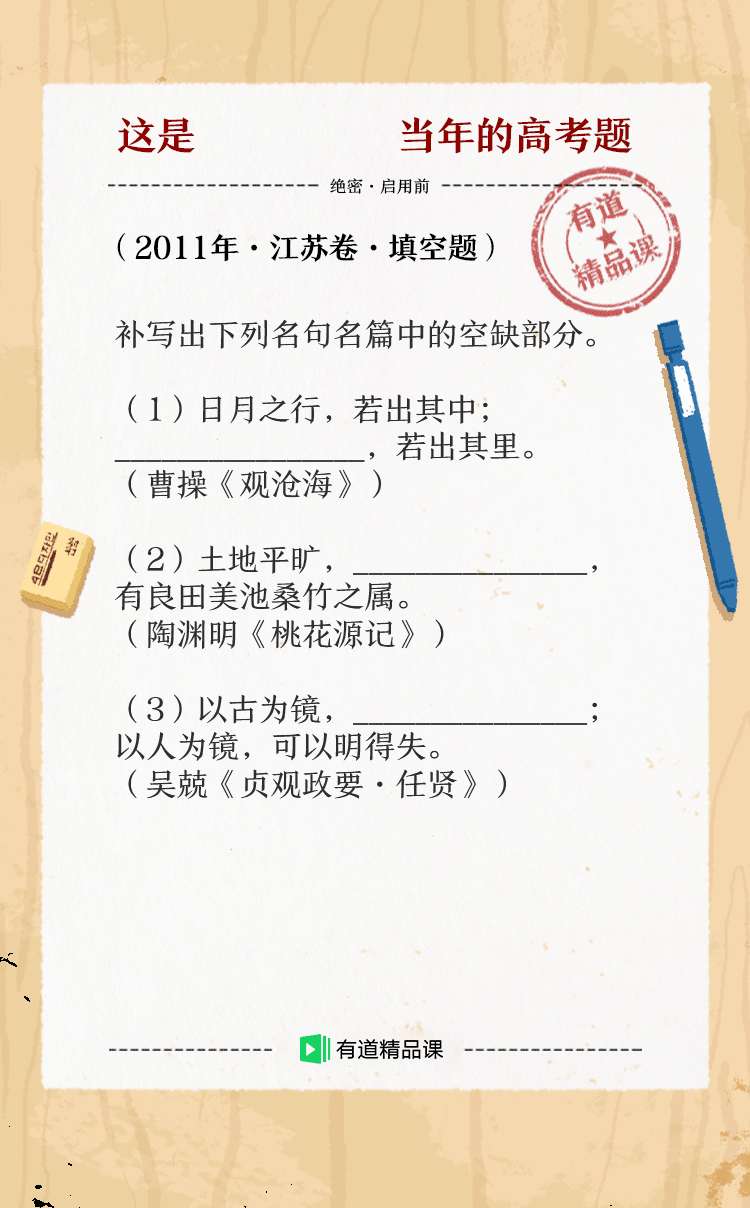 这是 当年的高考题
绝密·启用前
有道
精品课
（2011年·江苏卷·填空题）
补写出下列名句名篇中的空缺部分。
（1）日月之行，若出其中；
________________，若出其里。
（曹操《观沧海》）
（2）土地平旷，_______________，
有良田美池桑竹之属。
（陶渊明《桃花源记》）
（3）以古为镜，_______________；
以人为镜，可以明得失。
（吴兢《贞观政要·任贤》）
有道精品课